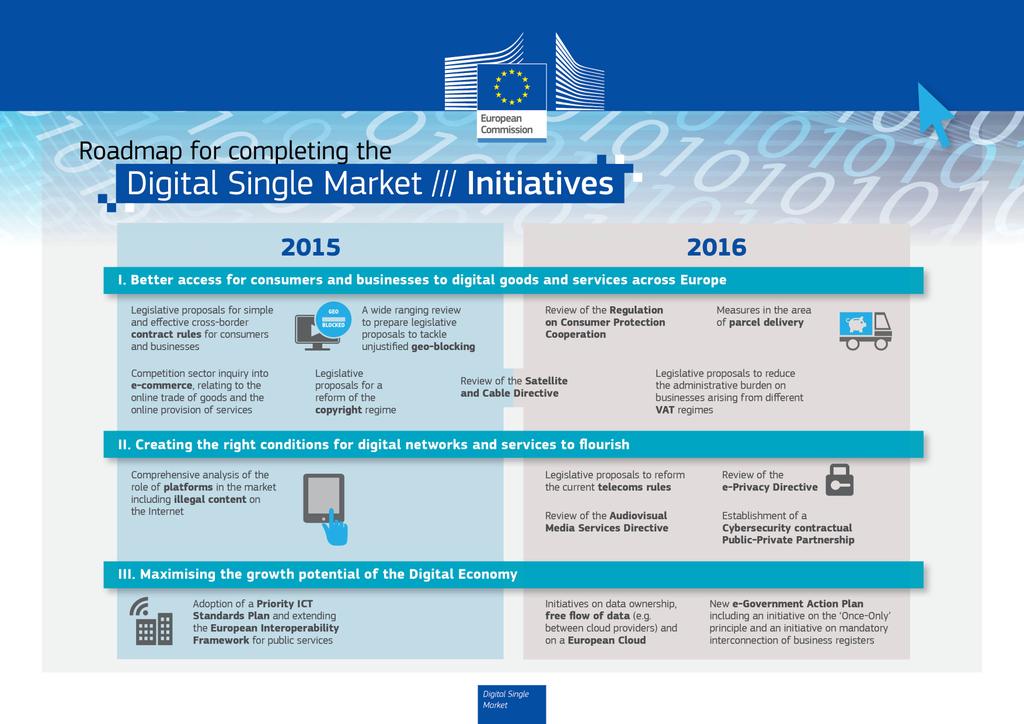 European
Commission
Roadmap for completing the
Digital Single Market /// Initiatives
2015
2016
I. Better access for consumers and businesses to digital goods and services across Europe
Legislative proposals for simple
and effective cross-border
contract rules for consumers
and businesses
GEO
BLOCKED
A wide ranging review
to prepare legislative
proposals to tackle
unjustified geo-blocking
Review of the Regulation
on Consumer Protection
Cooperation
Measures in the area
of parcel delivery
Competition sector inquiry into
e-commerce, relating to the
online trade of goods and the
online provision of services
Legislative
proposals for a
reform of the
copyright regime
Review of the Satellite
and Cable Directive
Legislative proposals to reduce
the administrative burden on
businesses arising from different
VAT regimes
II. Creating the right conditions for digital networks and services to flourish
Comprehensive analysis of the
role of platforms in the market
including illegal content on
the Internet
Legislative proposals to reform
the current telecoms rules
Review of the
e-Privacy Directive
Review of the Audiovisual
Media Services Directive
Establishment of a
Cybersecurity contractual
Public-Private Partnership
III. Maximising the growth potential of the Digital Economy
Adoption of a Priority ICT
Standards Plan and extending
the European Interoperability
Framework for public services
Initiatives on data ownership,
free flow of data (e.g.
between cloud providers) and
on a European Cloud
New e-Government Action Plan
including an initiative on the ‘Once-Only’
principle and an initiative on mandatory
interconnection of business registers
Digital Single
Market